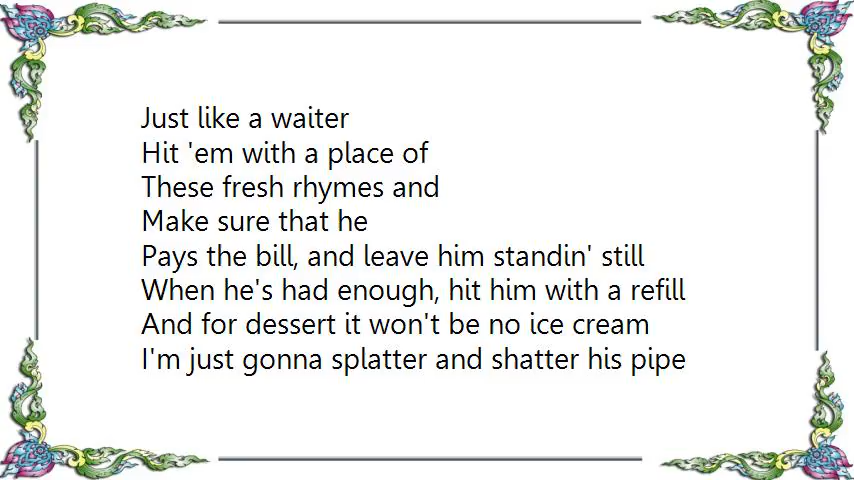 Just like a waiter
Hit 'em with a place of
These fresh rhymes and
Make sure that he
Pays the bill, and leave him standin' still
When he's had enough, hit him with a refill
And for dessert it won't be no ice cream
I'm just gonna splatter and shatter his pipe